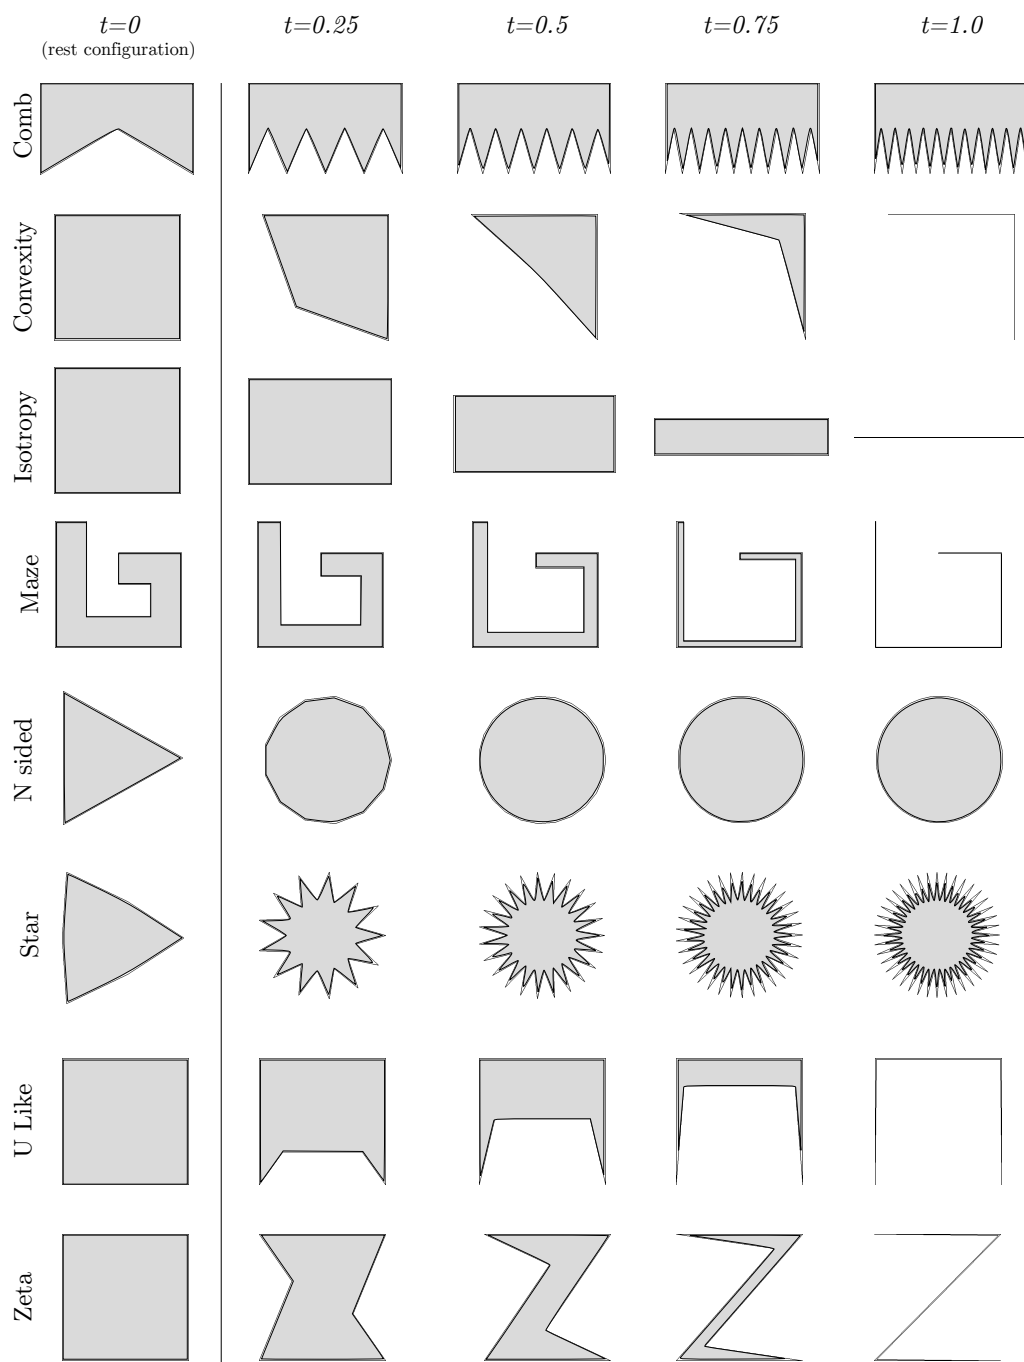 t=0 t=0.25 t=0.5 t=0.75 t=1.0
(rest configuration)
Comb
Convexity
Isotropy
Maze
N sided
Star
U Like
Zeta